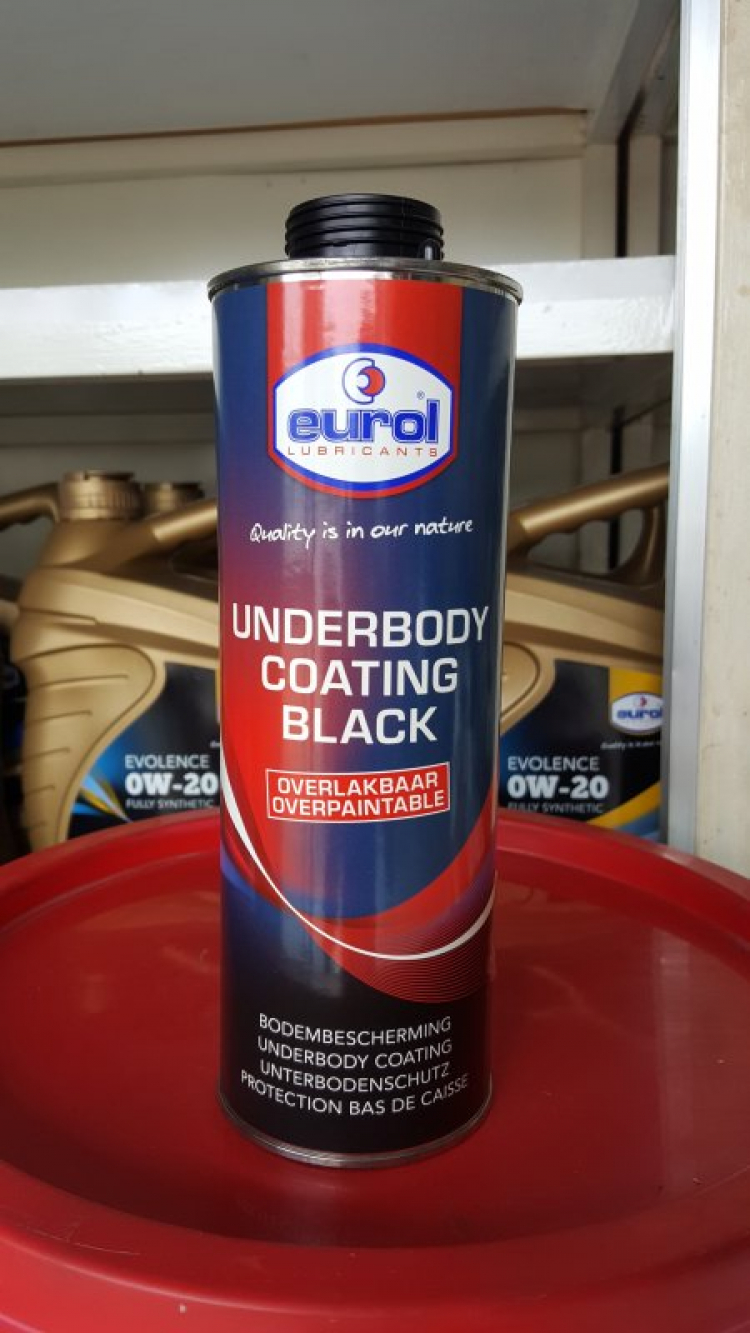 eurol
®
LUBRICANTS
Quality is in our nature
UNDERBODY
COATING
BLACK
OVERLAKBAAR
OVERPAINTABLE
BODEMBESCHERMING
UNDERBODY COATING
UNTERBODENSCHUTZ
PROTECTION BAS DE CAISSE
EVOLENCE
0W-20
FULLY SYNTHETIC
eurol
EVOLENCE
0W-20
FULLY SYNTHETIC